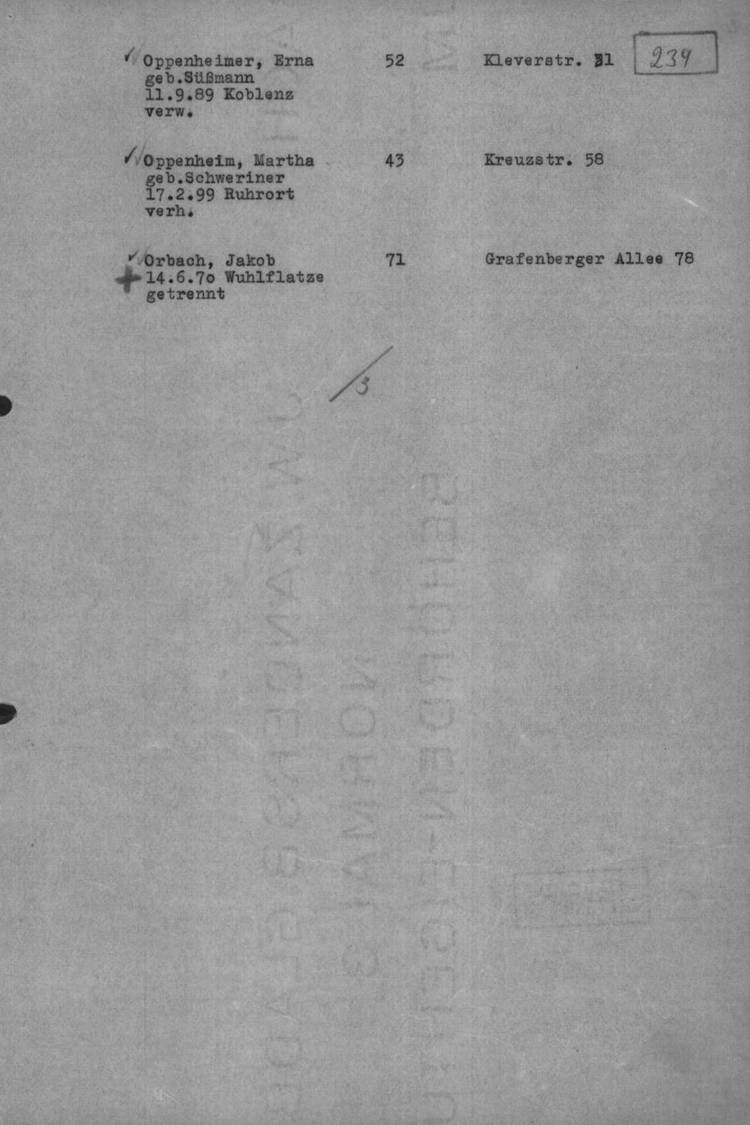 Oppenheimer, Erna 52 Kleverstr. 31 239
geb.Süßmann
11.9.89 Koblenz
verw.
Oppenheim, Martha 43 Kreuzstr. 58
geb.Schweriner
17.2.99 Ruhrort
verh.
Orbach, Jakob 71 Grafenberger Allee 78
14.6.7o Wuhlflatze
getrennt
/3